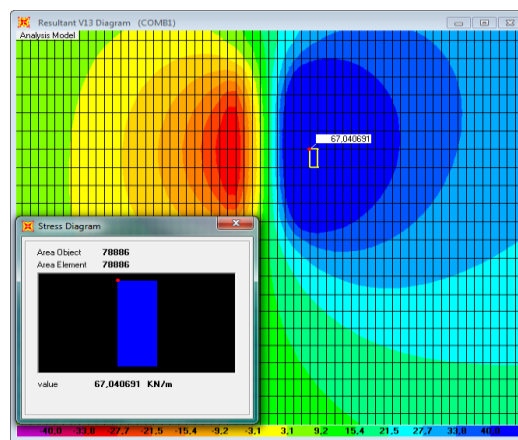 Resultant V13 Diagram (COMB1)
Analysis Model
67,040691
Stress Diagram
Area Object 78886
Area Element 78886
value 67,040691 KN/m
-40,0 -33,8 -27,7 -21,5 -15,4 -9,2 -3,1 3,1 9,2 15,4 21,5 27,7 33,8 40,0